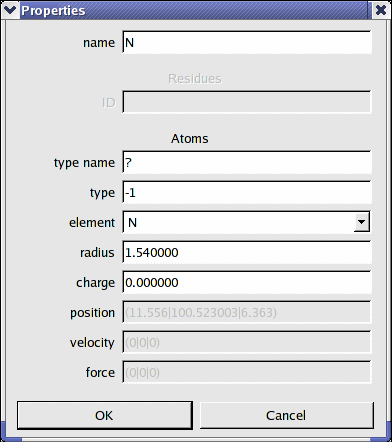 Properties
name N
Residues
ID
Atoms
type name ?
type -1
element N
radius 1.540000
charge 0.000000
position (11.556|100.523003|6.363)
velocity (0|0|0)
force (0|0|0)
OK Cancel